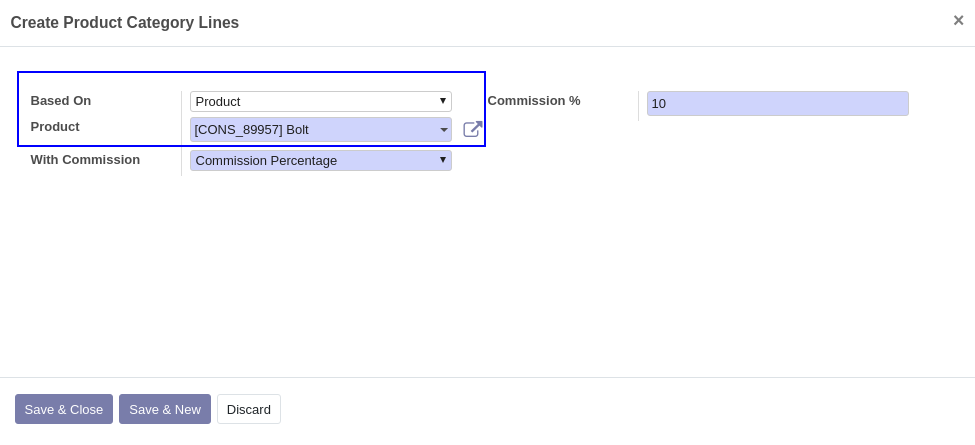 Create Product Category Lines ×
Based On Product
Commission % 10
Product [CONS_89957] Bolt
With Commission Commission Percentage
Save & Close Save & New Discard